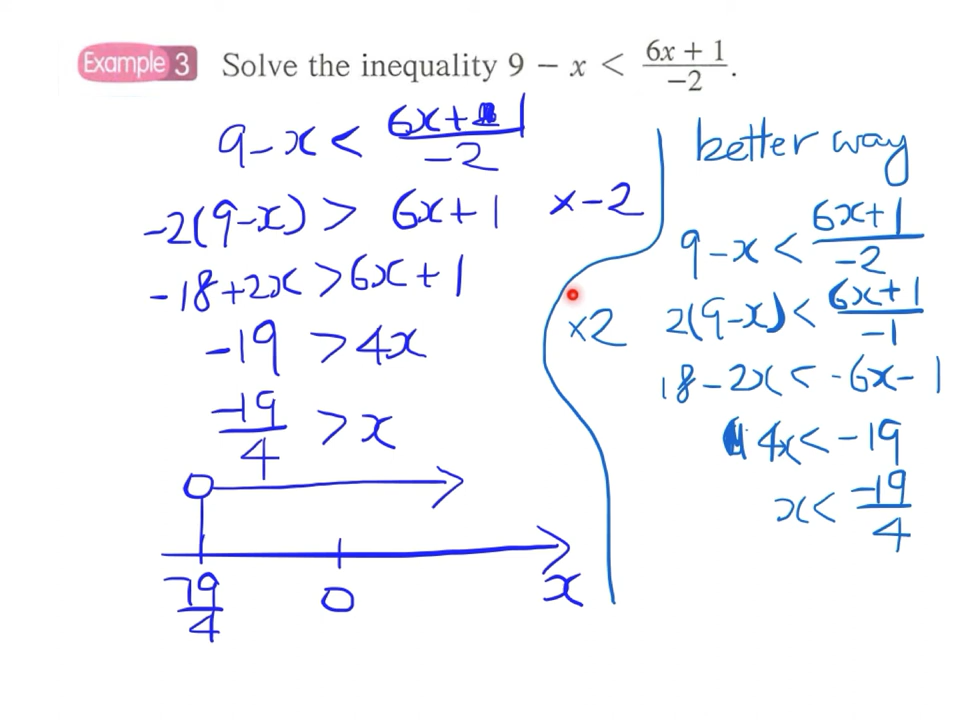 Example 3 Solve the inequality 9 − x < (6x + 1)/(−2).
9 - x < (6x + 1)/(-2)
-2(9-x) > 6x+1 × -2
-18+2x > 6x+1
-19 > 4x
-19/4 > x
-19/4 0 x
better way
9-x < (6x+1)/(-2)
×2 2(9-x) < (6x+1)/(-1)
18-2x < -6x-1
4x < -19
x < -19/4